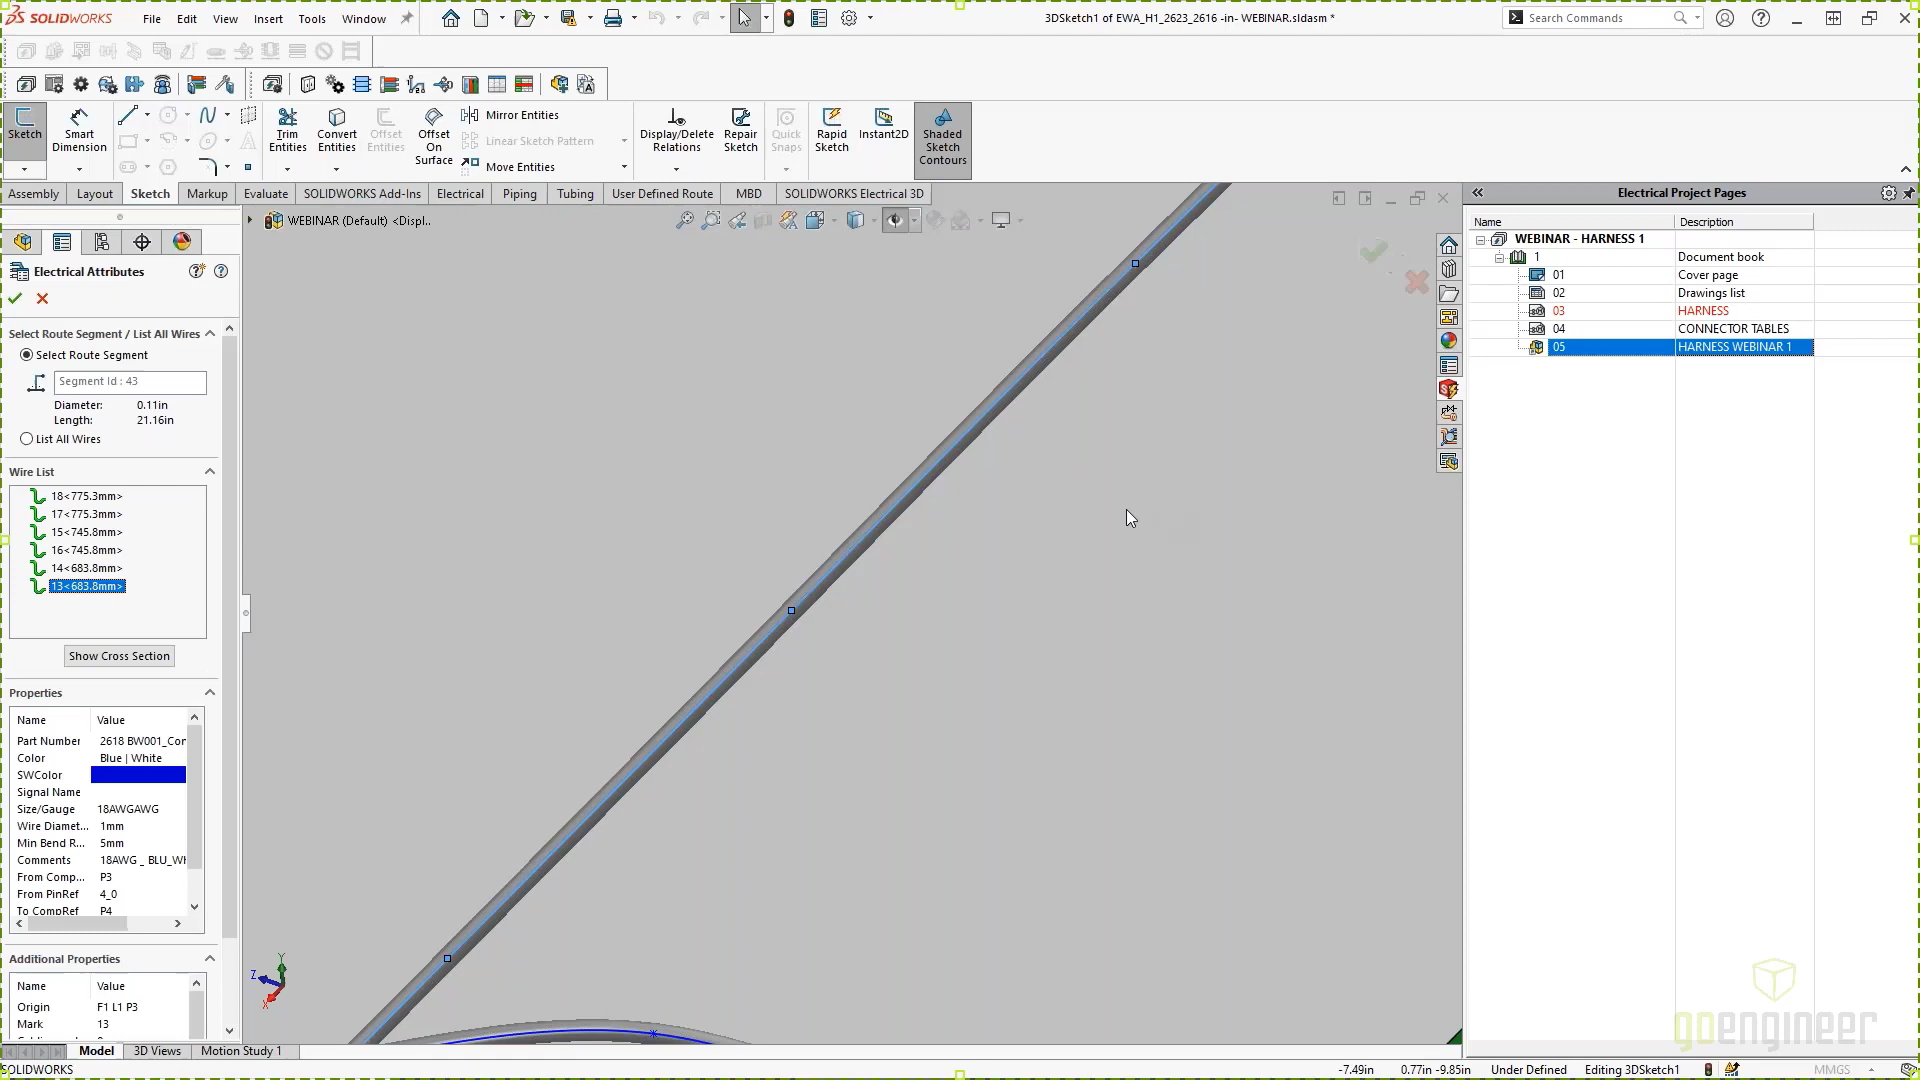 SOLIDWORKS File Edit View Insert Tools Window
3DSketch1 of EWA_H1_2623_2616 -in- WEBINAR.sldasm *
Search Commands
Sketch
Smart Dimension
Trim Entities
Convert Entities
Offset Entities
Offset On Surface
Mirror Entities
Linear Sketch Pattern
Move Entities
Display/Delete Relations
Repair Sketch
Quick Snaps
Rapid Sketch
Instant2D
Shaded Sketch Contours
Assembly Layout Sketch Markup Evaluate SOLIDWORKS Add-Ins Electrical Piping Tubing User Defined Route MBD SOLIDWORKS Electrical 3D
WEBINAR (Default) <Displ..
Electrical Attributes
Select Route Segment / List All Wires
Select Route Segment
Segment Id : 43
Diameter: 0.11in
Length: 21.16in
List All Wires
Wire List
18<775.3mm>
17<775.3mm>
15<745.8mm>
16<745.8mm>
14<683.8mm>
13<683.8mm>
Show Cross Section
Properties
Name Value
Part Number 2618 BW001_Cor
Color Blue | White
SWColor
Signal Name
Size/Gauge 18AWGAWG
Wire Diamet... 1mm
Min Bend R... 5mm
Comments 18AWG _ BLU_WH
From Comp... P3
From PinRef 4_0
To CompRef P4
Additional Properties
Name Value
Origin F1 L1 P3
Mark 13
Y
Z
X
Electrical Project Pages
Name Description
WEBINAR - HARNESS 1
1 Document book
01 Cover page
02 Drawings list
03 HARNESS
04 CONNECTOR TABLES
05 HARNESS WEBINAR 1
goengineer
Model 3D Views Motion Study 1
SOLIDWORKS
-7.49in 0.77in -9.85in Under Defined Editing 3DSketch1 MMGS